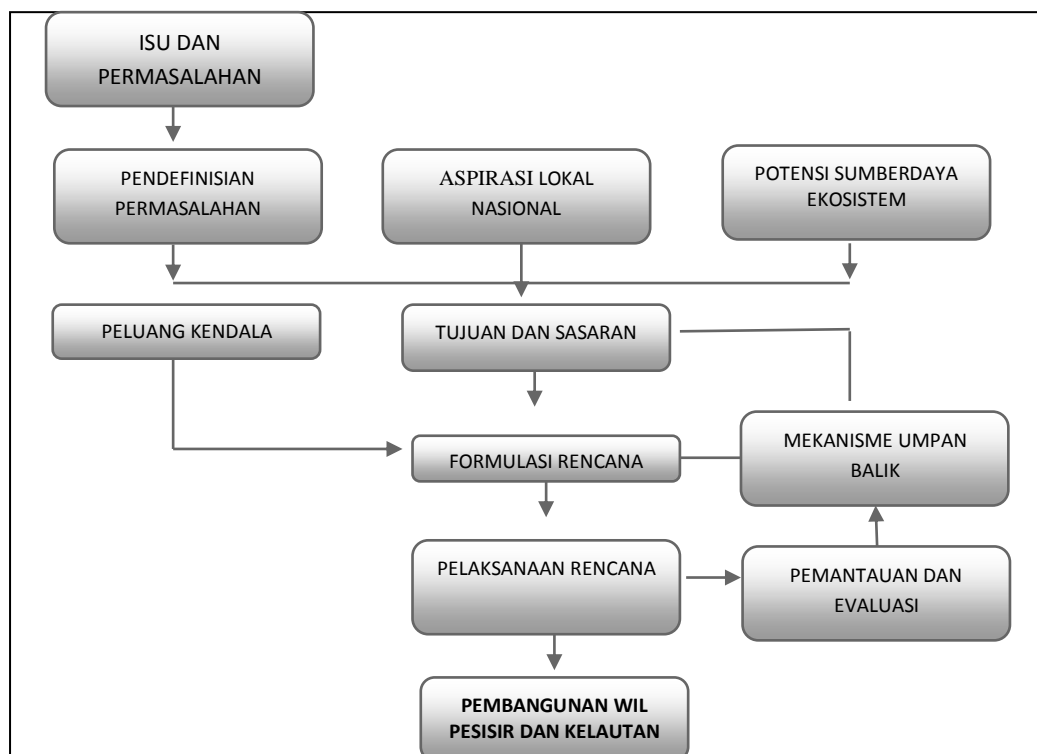 ISU DAN
PERMASALAHAN
PENDEFINISIAN
PERMASALAHAN
ASPIRASI LOKAL
NASIONAL
POTENSI SUMBERDAYA
EKOSISTEM
PELUANG KENDALA
TUJUAN DAN SASARAN
FORMULASI RENCANA
MEKANISME UMPAN
BALIK
PELAKSANAAN RENCANA
PEMANTAUAN DAN
EVALUASI
PEMBANGUNAN WIL
PESISIR DAN KELAUTAN